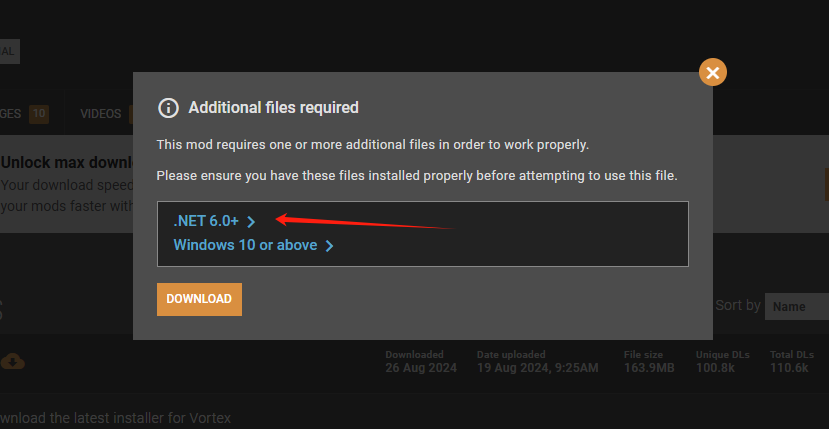 AL
GES 10 VIDEOS
Additional files required
This mod requires one or more additional files in order to work properly.
Unlock max downl
Your download speed
Please ensure you have these files installed properly before attempting to use this file.
your mods faster with
.NET 6.0+
Windows 10 or above
DOWNLOAD
S
Sort by Name
Downloaded Date uploaded File size Unique DLs Total DLs
26 Aug 2024 19 Aug 2024, 9:25AM 163.9MB 100.8k 110.6k
wnload the latest installer for Vortex